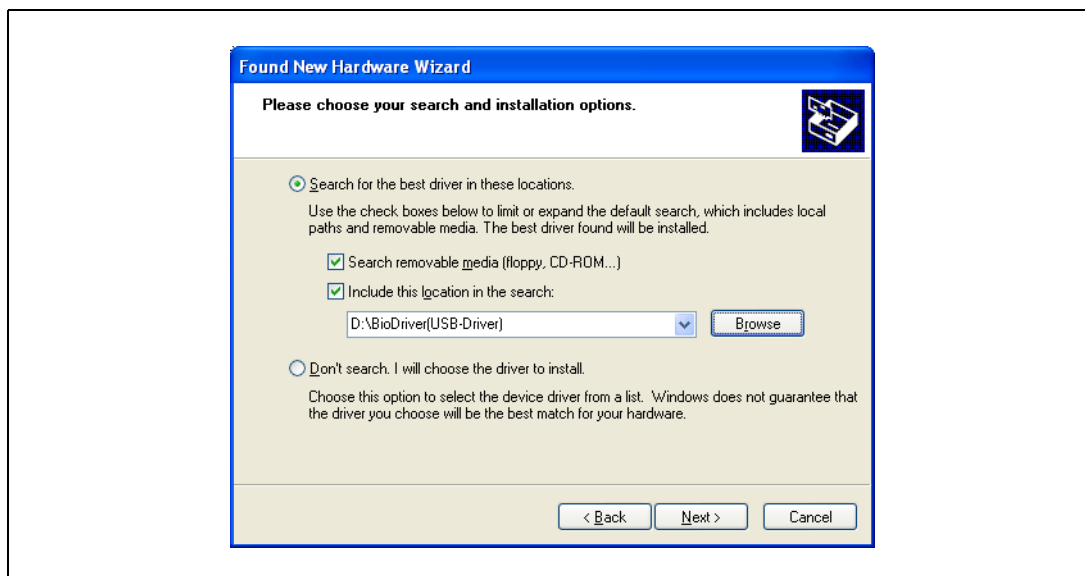 Found New Hardware Wizard
Please choose your search and installation options.
Search for the best driver in these locations.
Use the check boxes below to limit or expand the default search, which includes local
paths and removable media. The best driver found will be installed.
Search removable media (floppy, CD-ROM...)
Include this location in the search:
D:\BioDriver(USB-Driver)
Browse
Don't search. I will choose the driver to install.
Choose this option to select the device driver from a list. Windows does not guarantee that
the driver you choose will be the best match for your hardware.
< Back Next > Cancel